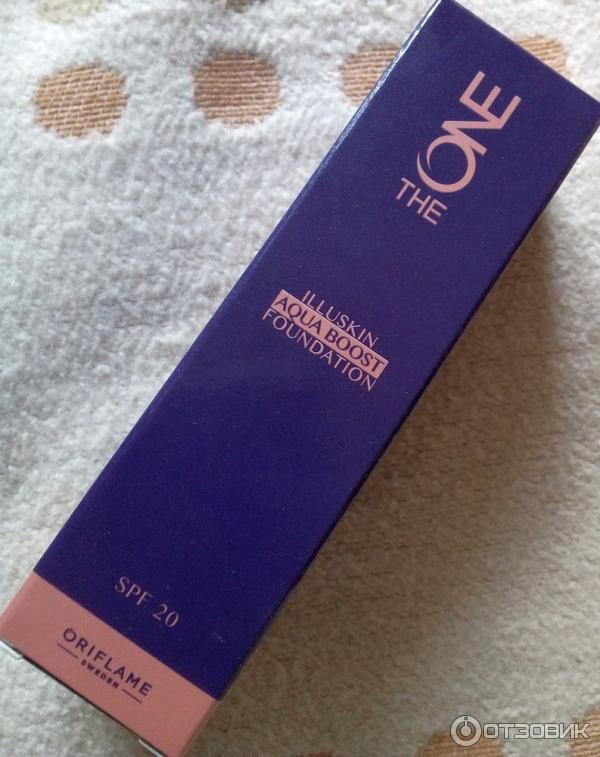 THE ONE
ILLUSKIN
AQUA BOOST
FOUNDATION
SPF 20
ORIFLAME
SWEDEN
ОТЗОВИК